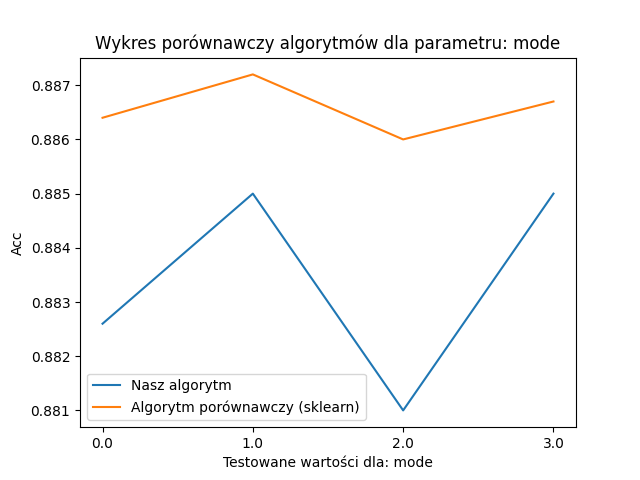 Wykres porównawczy algorytmów dla parametru: mode
0.887
0.886
0.885
0.884
0.883
0.882
0.881
Acc
Nasz algorytm
Algorytm porównawczy (sklearn)
0.0 1.0 2.0 3.0
Testowane wartości dla: mode